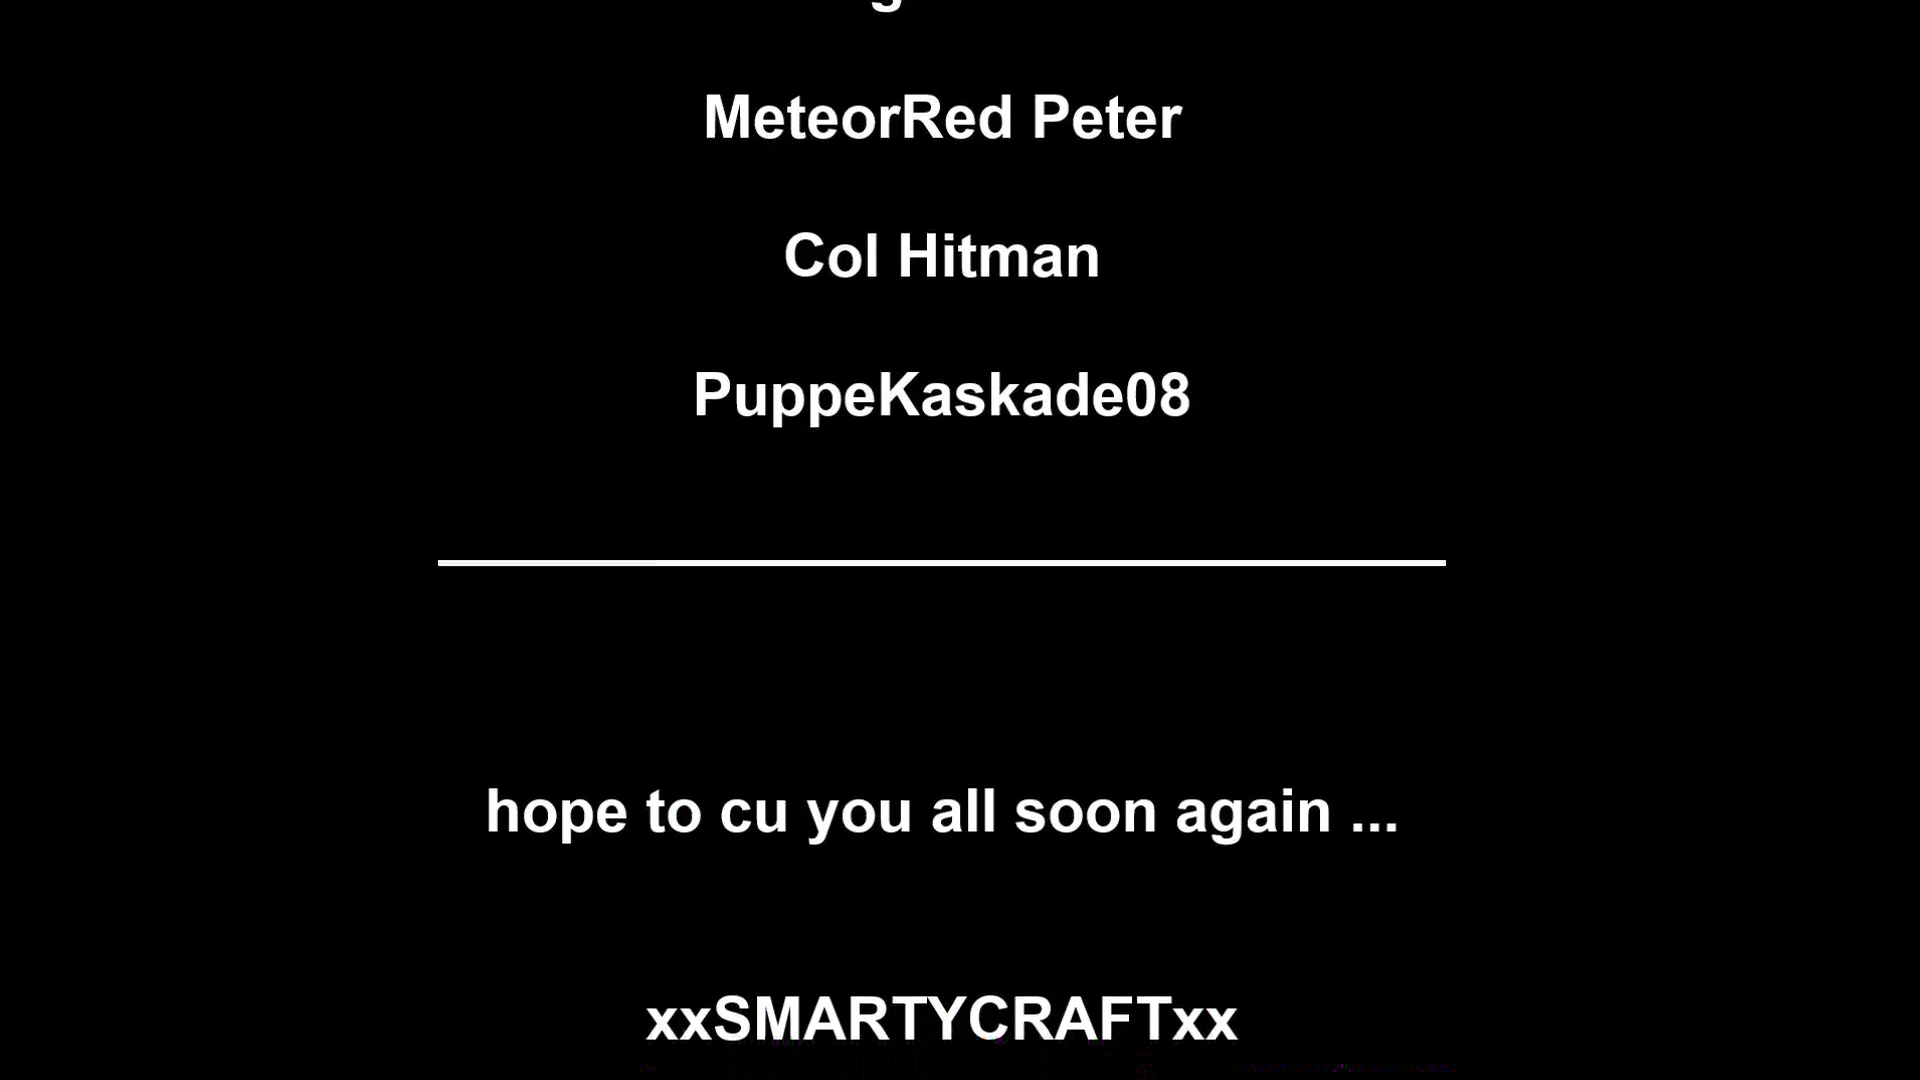 MeteorRed Peter
Col Hitman
PuppeKaskade08
hope to cu you all soon again ...
xxSMARTYCRAFTxx